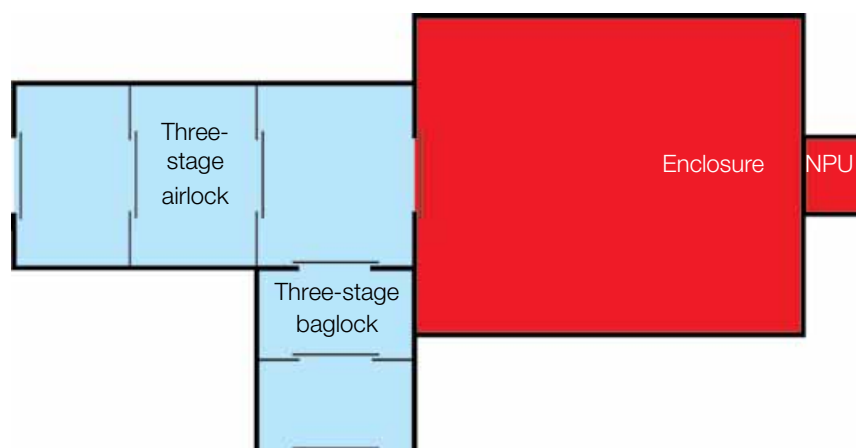 Three-
stage
airlock
Enclosure
NPU
Three-stage
baglock